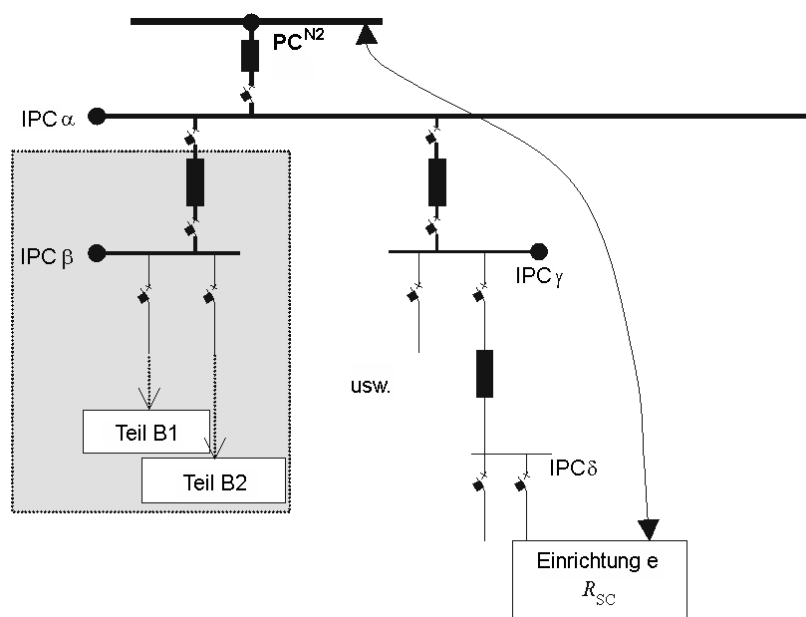 PC^N2
IPC α
IPC β
IPC γ
usw.
Teil B1
Teil B2
IPC δ
Einrichtung e
R_SC